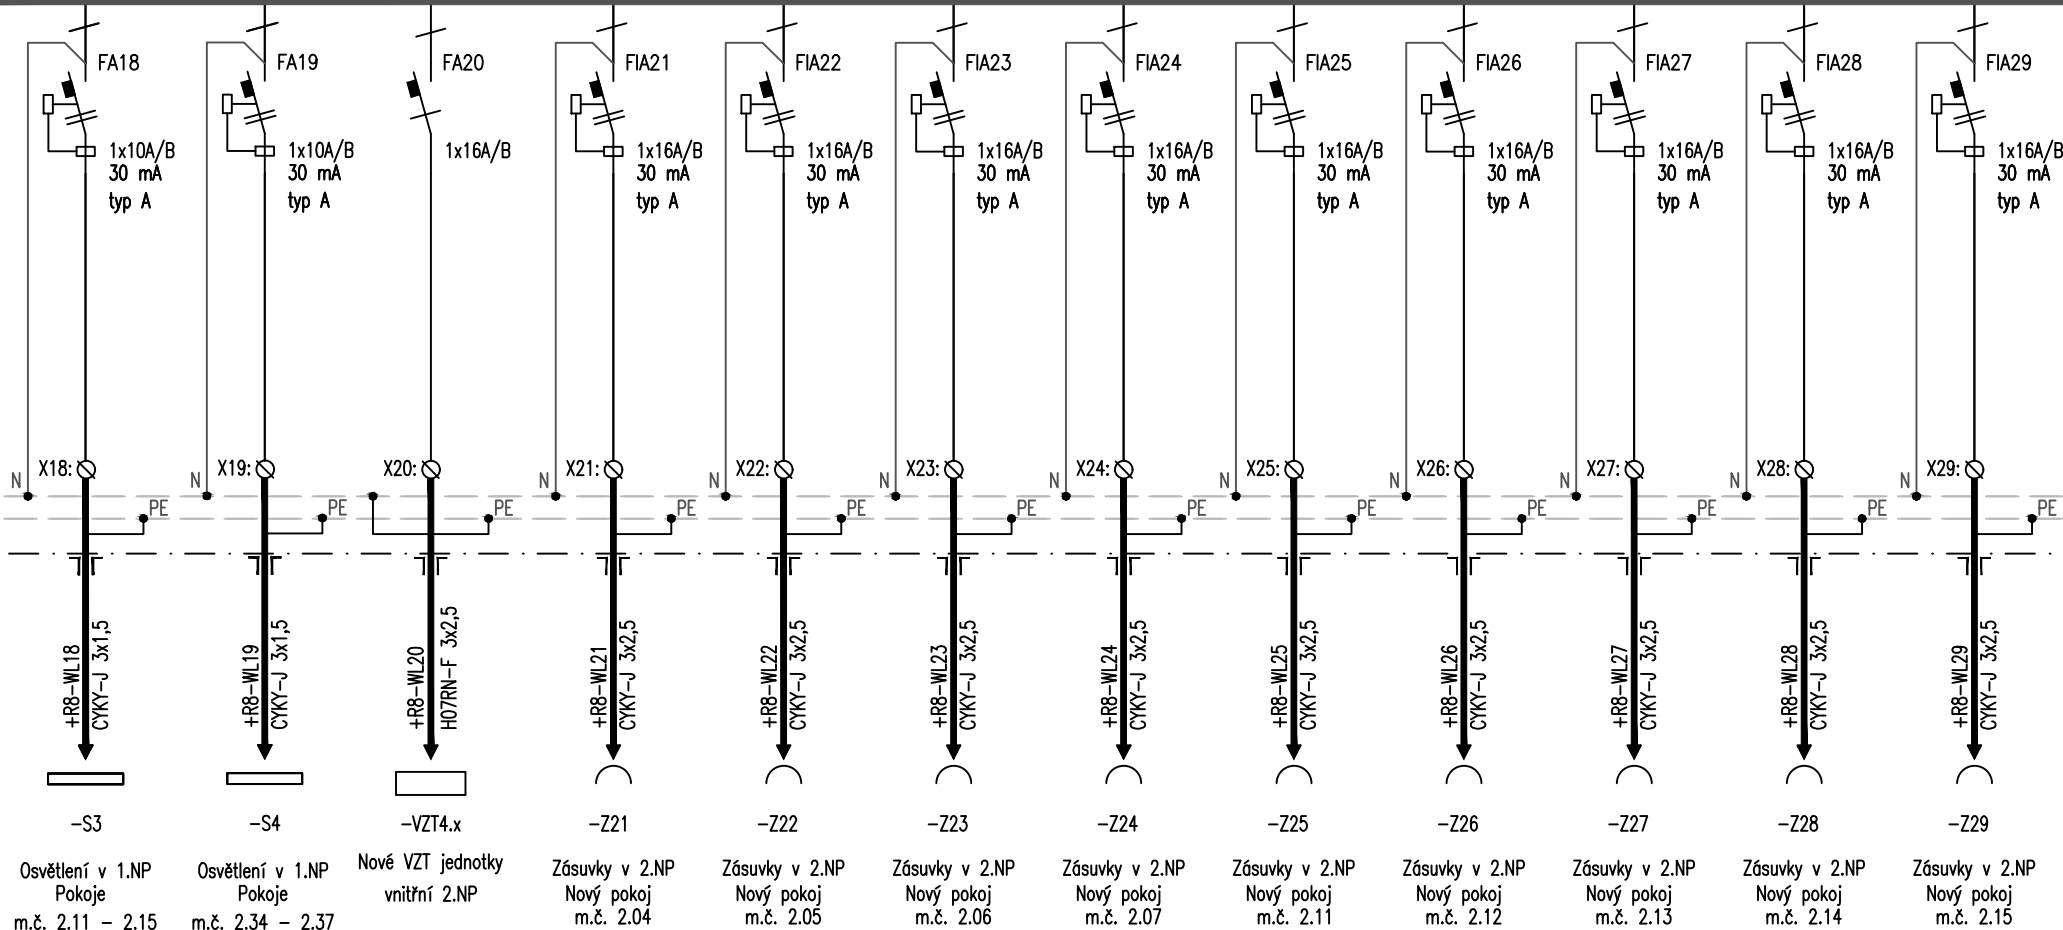 FA18
FA19
FA20
FIA21
FIA22
FIA23
FIA24
FIA25
FIA26
FIA27
FIA28
FIA29
1x10A/B
30 mA
typ A
1x10A/B
30 mA
typ A
1x16A/B
1x16A/B
30 mA
typ A
1x16A/B
30 mA
typ A
1x16A/B
30 mA
typ A
1x16A/B
30 mA
typ A
1x16A/B
30 mA
typ A
1x16A/B
30 mA
typ A
1x16A/B
30 mA
typ A
1x16A/B
30 mA
typ A
1x16A/B
30 mA
typ A
N X18:
N X19:
X20:
N X21:
N X22:
N X23:
N X24:
N X25:
N X26:
N X27:
N X28:
N X29:
PE
PE
PE
PE
PE
PE
PE
PE
PE
PE
PE
PE
+R8-WL18
CYKY-J 3x1,5
+R8-WL19
CYKY-J 3x1,5
+R8-WL20
H07RN-F 3x2,5
+R8-WL21
CYKY-J 3x2,5
+R8-WL22
CYKY-J 3x2,5
+R8-WL23
CYKY-J 3x2,5
+R8-WL24
CYKY-J 3x2,5
+R8-WL25
CYKY-J 3x2,5
+R8-WL26
CYKY-J 3x2,5
+R8-WL27
CYKY-J 3x2,5
+R8-WL28
CYKY-J 3x2,5
+R8-WL29
CYKY-J 3x2,5
-S3
Osvětlení v 1.NP
Pokoje
m.č. 2.11 - 2.15
-S4
Osvětlení v 1.NP
Pokoje
m.č. 2.34 - 2.37
-VZT4.x
Nové VZT jednotky
vnitřní 2.NP
-Z21
Zásuvky v 2.NP
Nový pokoj
m.č. 2.04
-Z22
Zásuvky v 2.NP
Nový pokoj
m.č. 2.05
-Z23
Zásuvky v 2.NP
Nový pokoj
m.č. 2.06
-Z24
Zásuvky v 2.NP
Nový pokoj
m.č. 2.07
-Z25
Zásuvky v 2.NP
Nový pokoj
m.č. 2.11
-Z26
Zásuvky v 2.NP
Nový pokoj
m.č. 2.12
-Z27
Zásuvky v 2.NP
Nový pokoj
m.č. 2.13
-Z28
Zásuvky v 2.NP
Nový pokoj
m.č. 2.14
-Z29
Zásuvky v 2.NP
Nový pokoj
m.č. 2.15